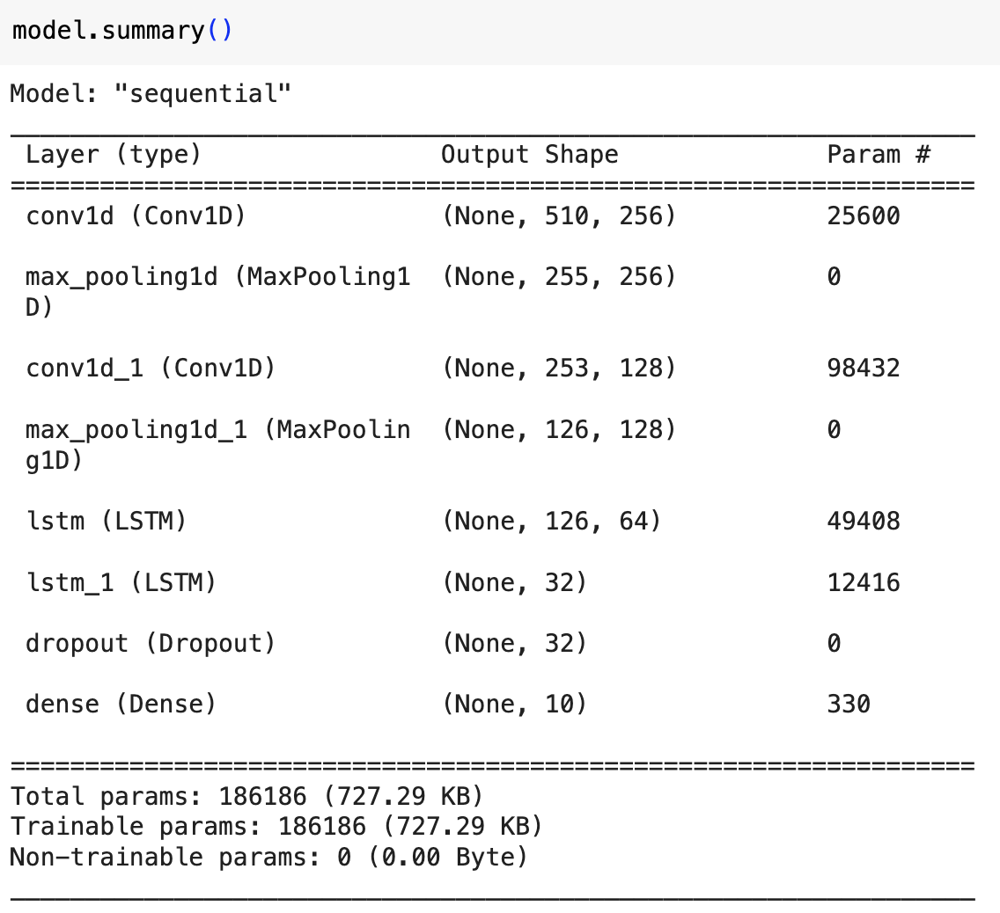 model.summary()
Model: "sequential"
Layer (type) Output Shape Param #
=================================================================
conv1d (Conv1D) (None, 510, 256) 25600
max_pooling1d (MaxPooling1 (None, 255, 256) 0
D)
conv1d_1 (Conv1D) (None, 253, 128) 98432
max_pooling1d_1 (MaxPoolin (None, 126, 128) 0
g1D)
lstm (LSTM) (None, 126, 64) 49408
lstm_1 (LSTM) (None, 32) 12416
dropout (Dropout) (None, 32) 0
dense (Dense) (None, 10) 330
=================================================================
Total params: 186186 (727.29 KB)
Trainable params: 186186 (727.29 KB)
Non-trainable params: 0 (0.00 Byte)